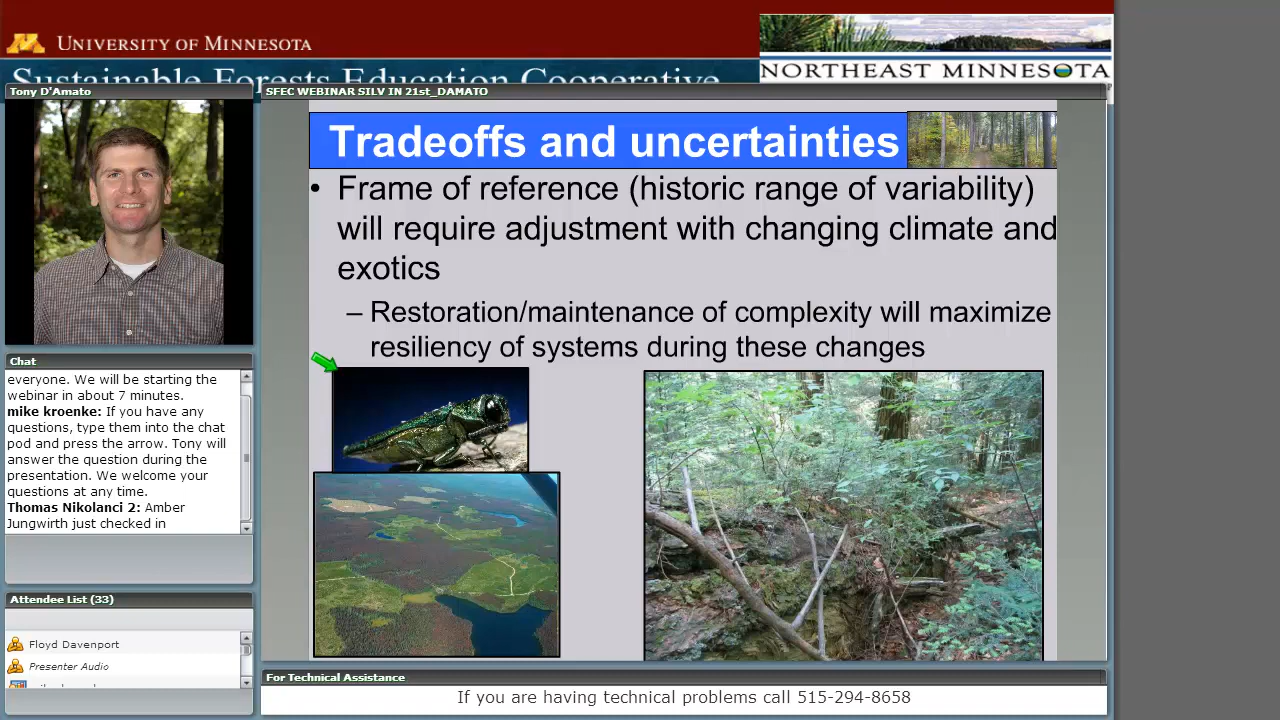 UNIVERSITY OF MINNESOTA
Sustainable Forests Education Cooperative
NORTHEAST MINNESOTA
Tony D'Amato
SFEC WEBINAR SILV IN 21st_DAMATO
Tradeoffs and uncertainties
• Frame of reference (historic range of variability)
will require adjustment with changing climate and
exotics
– Restoration/maintenance of complexity will maximize
resiliency of systems during these changes
Chat
everyone. We will be starting the
webinar in about 7 minutes.
mike kroenke: If you have any
questions, type them into the chat
pod and press the arrow. Tony will
answer the question during the
presentation. We welcome your
questions at any time.
Thomas Nikolanci 2: Amber
Jungwirth just checked in
Attendee List (33)
Floyd Davenport
Presenter Audio
For Technical Assistance
If you are having technical problems call 515-294-8658